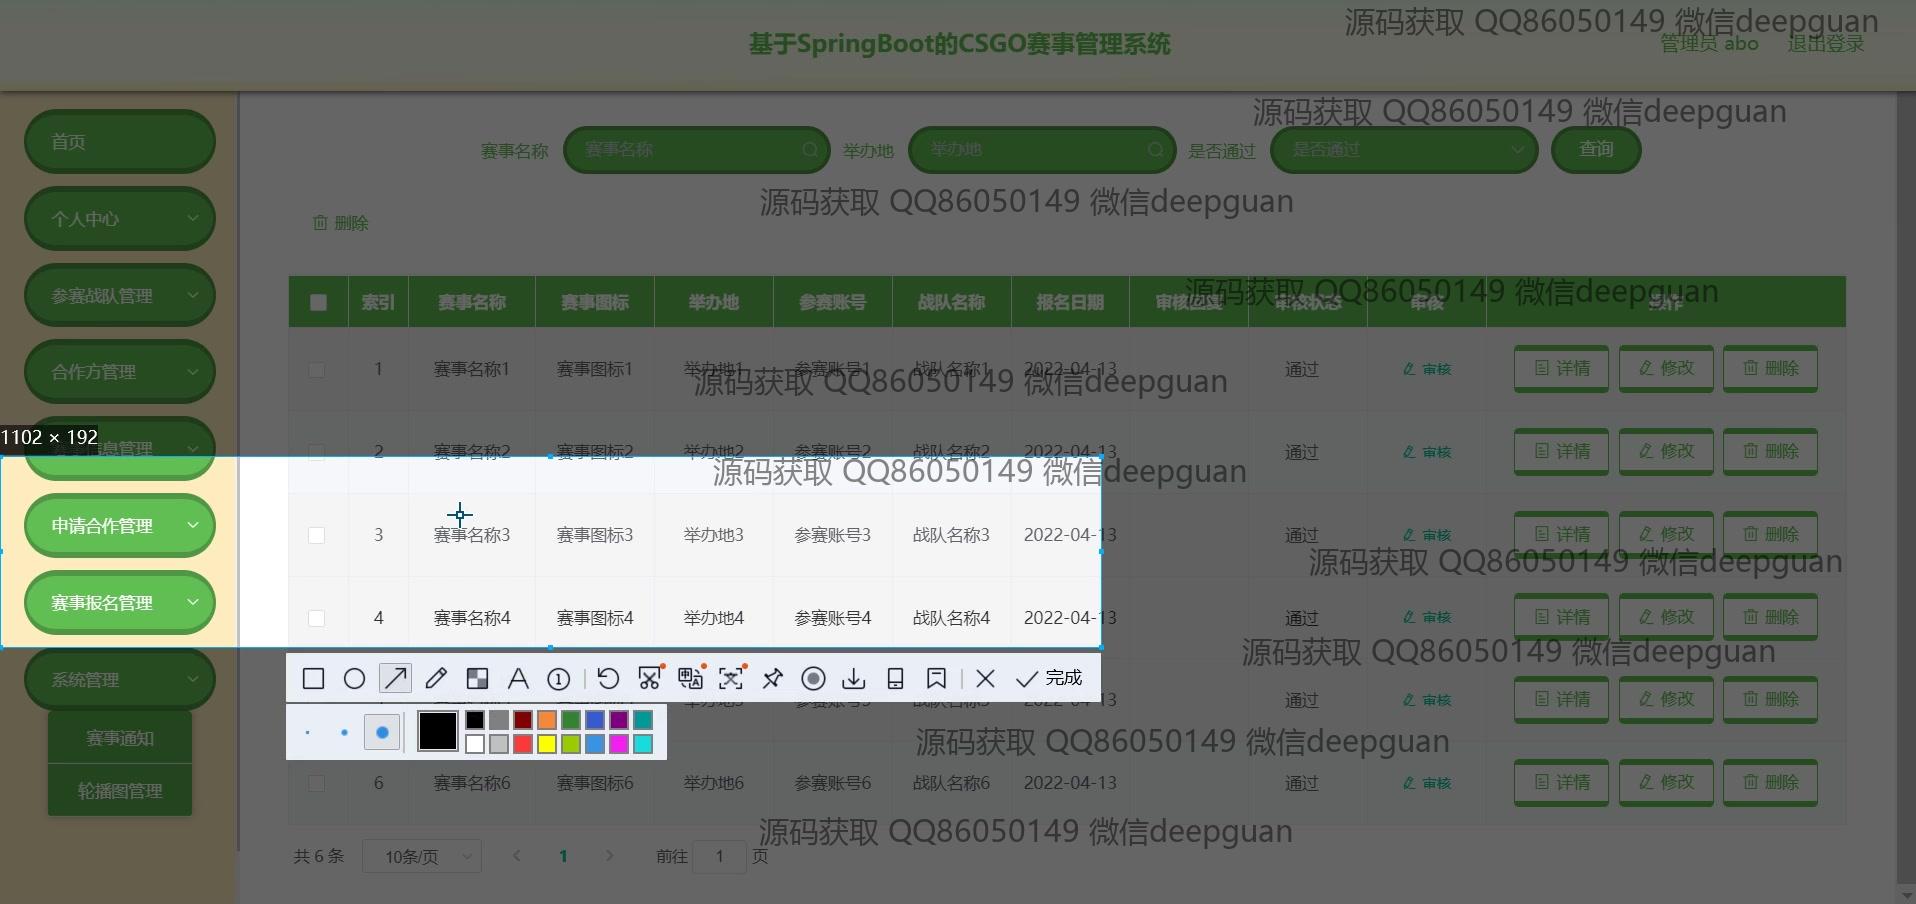 源码获取 QQ86050149 微信deepguan
基于SpringBoot的CSGO赛事管理系统
管理员 abo 退出登录
源码获取 QQ86050149 微信deepguan
首页
赛事名称 赛事名称 举办地 举办地 是否通过 是否通过 查询
源码获取 QQ86050149 微信deepguan
个人中心
删除
参赛战队管理
源码获取 QQ86050149 微信deepguan
索引 赛事名称 赛事图标 举办地 参赛账号 战队名称 报名日期 审核回复 审核状态 审核 操作
1 赛事名称1 赛事图标1 举办地1 参赛账号1 战队名称1 2022-04-13 通过 审核 详情 修改 删除
合作方管理
源码获取 QQ86050149 微信deepguan
1102 × 192
信息管理
2 赛事名称2 赛事图标2 举办地2 参赛账号2 战队名称2 2022-04-13 通过 审核 详情 修改 删除
源码获取 QQ86050149 微信deepguan
申请合作管理
3 赛事名称3 赛事图标3 举办地3 参赛账号3 战队名称3 2022-04-13 通过 审核 详情 修改 删除
源码获取 QQ86050149 微信deepguan
赛事报名管理
4 赛事名称4 赛事图标4 举办地4 参赛账号4 战队名称4 2022-04-13 通过 审核 详情 修改 删除
源码获取 QQ86050149 微信deepguan
系统管理
完成
通过 审核 详情 修改 删除
赛事通知
源码获取 QQ86050149 微信deepguan
轮播图管理
6 赛事名称6 赛事图标6 举办地6 参赛账号6 战队名称6 2022-04-13 通过 审核 详情 修改 删除
源码获取 QQ86050149 微信deepguan
共 6 条 10条/页 1 前往 1 页